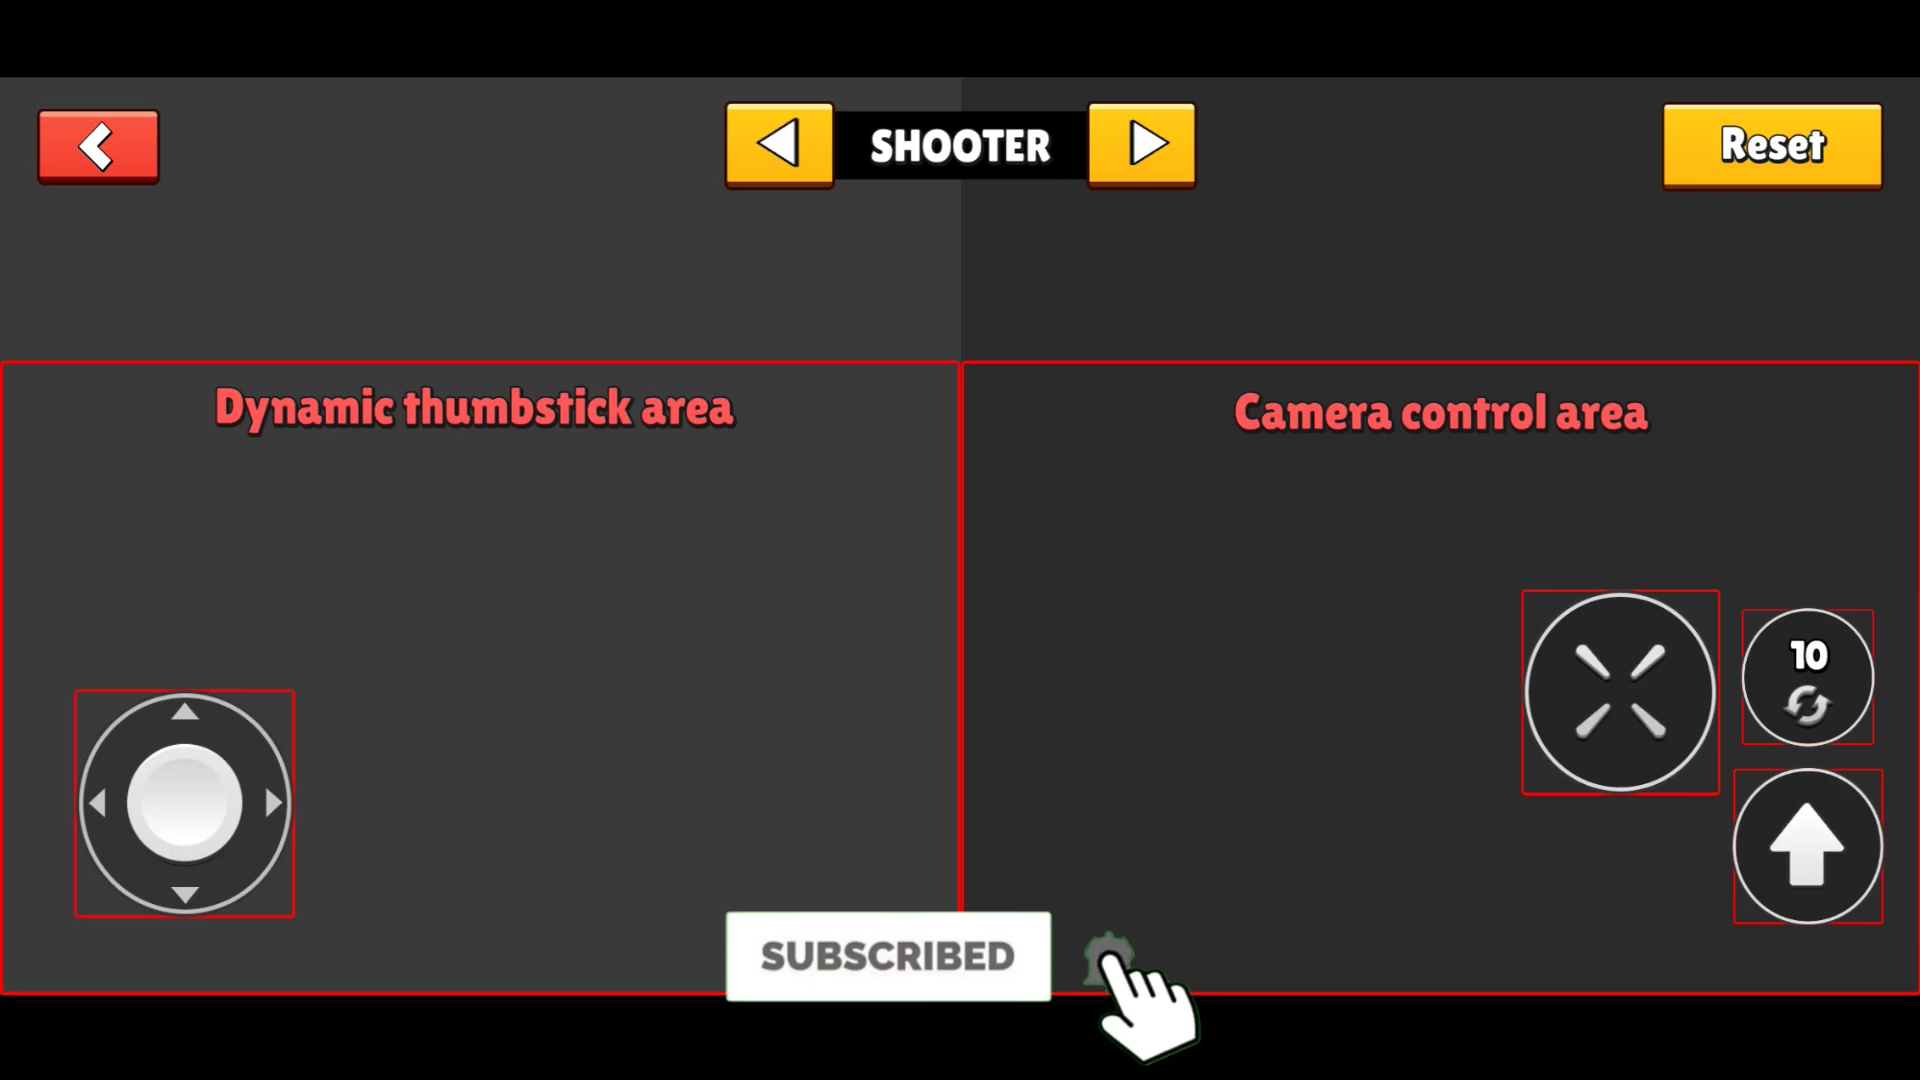 SHOOTER
Reset
Dynamic thumbstick area
Camera control area
10
SUBSCRIBED